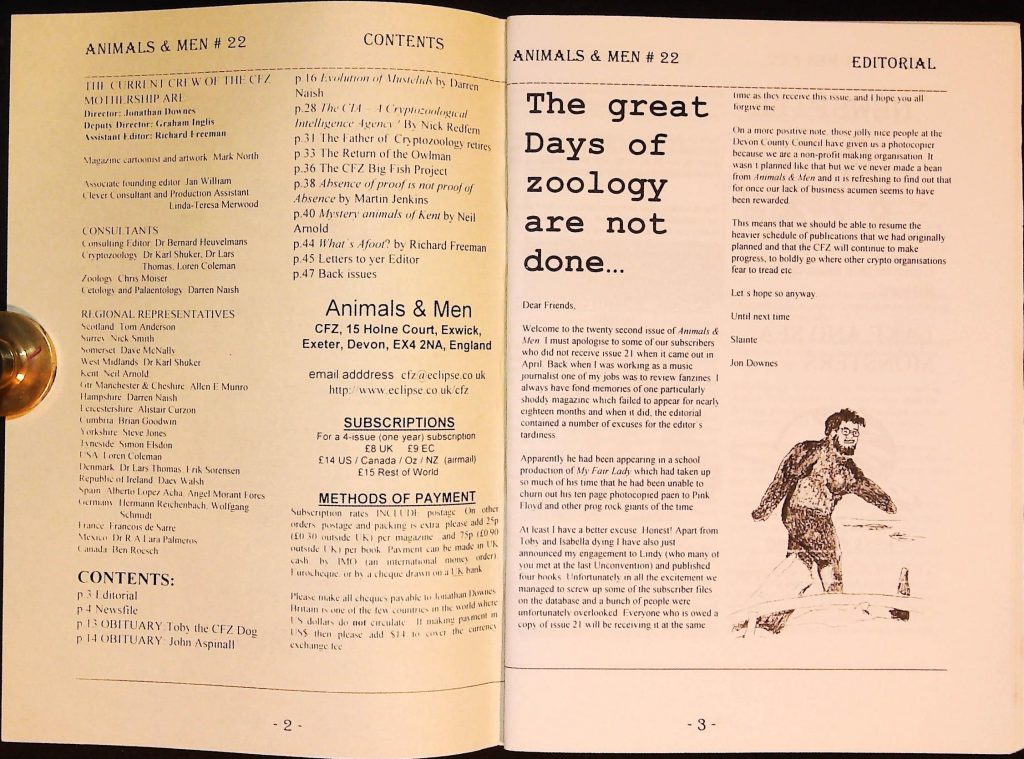 ANIMALS & MEN # 22
CONTENTS
THE CURRENT CREW OF THE CFZ
MOTHERSHIP ARE
Director: Jonathan Downes
Deputy Director: Graham Inglis
Assistant Editor: Richard Freeman
Magazine cartoonist and artwork Mark North
Associate founding editor Jan William
Clever Consultant and Production Assistant
Linda-Teresa Merwood
CONSULTANTS
Consulting Editor Dr Bernard Heuvelmans
Cryptozoology Dr Karl Shuker, Dr Lars
Thomas, Loren Coleman
Zoology Chris Moiser
Cetology and Palaentology Darren Naish
REGIONAL REPRESENTATIVES
Scotland Tom Anderson
Surrey Nick Smith
Somerset Dave McNally
West Midlands Dr Karl Shuker
Kent Neil Arnold
Gtr Manchester & Cheshire Allen E Munro
Hampshire Darren Naish
Leicestershire Alistair Curzon
Cumbria Brian Goodwin
Yorkshire Steve Jones
Tyneside Simon Elsdon
USA Loren Coleman
Denmark Dr Lars Thomas, Erik Sorensen
Republic of Ireland Daev Walsh
Spain Alberto Lopez Acha, Angel Morant Fores
Germany Hermann Reichenbach, Wolfgang
Schmidt
France Francois de Sarre
Mexico Dr R A Lara Palmeros
Canada Ben Roesch
CONTENTS:
p 3 Editorial
p 4 Newsfile
p 13 OBITUARY: Toby the CFZ Dog
p 14 OBITUARY: John Aspinall
p 16 Evolution of Mustelids by Darren
Naish
p.28 The CIA – A Cryptozoological
Intelligence Agency? By Nick Redfern
p 31 The Father of Cryptozoology retires
p 33 The Return of the Owlman
p.36 The CFZ Big Fish Project
p.38 Absence of proof is not proof of
Absence by Martin Jenkins
p.40 Mystery animals of Kent by Neil
Arnold
p.44 What's Afoot? by Richard Freeman
p.45 Letters to yer Editor
p.47 Back issues
Animals & Men
CFZ, 15 Holne Court, Exwick,
Exeter, Devon, EX4 2NA, England
email adddress cfz@eclipse.co.uk
http://www.eclipse.co.uk/cfz
SUBSCRIPTIONS
For a 4-issue (one year) subscription
£8 UK £9 EC
£14 US / Canada / Oz / NZ (airmail)
£15 Rest of World
METHODS OF PAYMENT
Subscription rates INCLUDE postage On other
orders, postage and packing is extra please add 25p
(£0.30 outside UK) per magazine and 75p (£0.90
outside UK) per book Payment can be made in UK
cash, by IMO (an international money order),
Eurocheque, or by a cheque drawn on a UK bank
Please make all cheques payable to Jonathan Downes
Britain is one of the few countries in the world where
US dollars do not circulate If making payment in
US$ then please add $14 to cover the currency
exchange fee
- 2 -
ANIMALS & MEN # 22
EDITORIAL
The great
Days of
zoology
are not
done…
Dear Friends,
Welcome to the twenty second issue of Animals &
Men I must apologise to some of our subscribers
who did not receive issue 21 when it came out in
April. Back when I was working as a music
journalist one of my jobs was to review fanzines I
always have fond memories of one particularly
shoddy magazine which failed to appear for nearly
eighteen months and when it did, the editorial
contained a number of excuses for the editor's
tardiness.
Apparently he had been appearing in a school
production of My Fair Lady which had taken up
so much of his time that he had been unable to
churn out his ten page photocopied paen to Pink
Floyd and other prog rock giants of the time
At least I have a better excuse. Honest! Apart from
Toby and Isabella dying I have also just
announced my engagement to Lindy (who many of
you met at the last Unconvention) and published
four books. Unfortunately in all the excitement we
managed to screw up some of the subscriber files
on the database and a bunch of people were
unfortunately overlooked. Everyone who is owed a
copy of issue 21 will be receiving it at the same
time as they receive this issue, and I hope you all
forgive me
On a more positive note, those jolly nice people at the
Devon County Council have given us a photocopier
because we are a non-profit making organisation. It
wasn't planned like that but we've never made a bean
from Animals & Men and it is refreshing to find out that
for once our lack of business acumen seems to have
been rewarded.
This means that we should be able to resume the
heavier schedule of publications that we had originally
planned and that the CFZ will continue to make
progress, to boldly go where other crypto organisations
fear to tread etc
Let's hope so anyway
Until next time
Slainte
Jon Downes
- 3 -